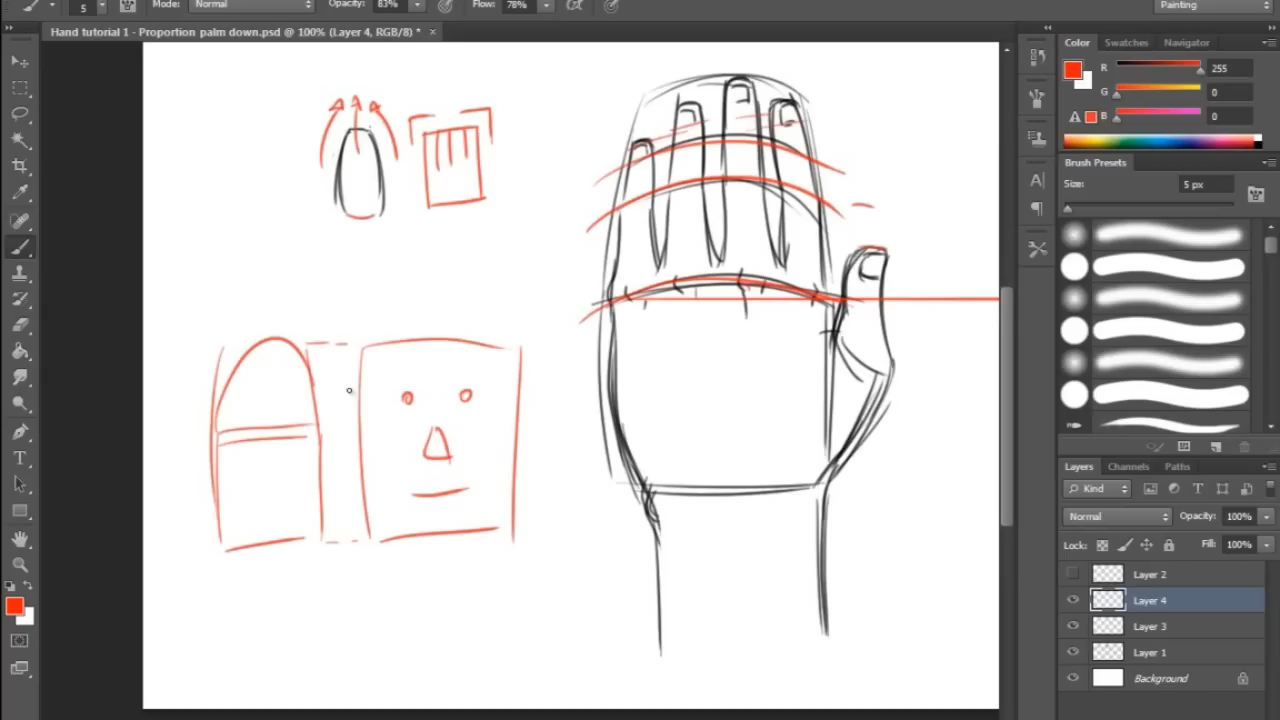 5 Mode: Normal Opacity: 83% Flow: 78% Painting
Hand tutorial 1 - Proportion palm down.psd @ 100% (Layer 4, RGB/8) * ×
Color Swatches Navigator
R 255
G 0
B 0
Brush Presets
Size: 5 px
Layers Channels Paths
Kind
Normal Opacity: 100%
Lock: Fill: 100%
Layer 2
Layer 4
Layer 3
Layer 1
Background